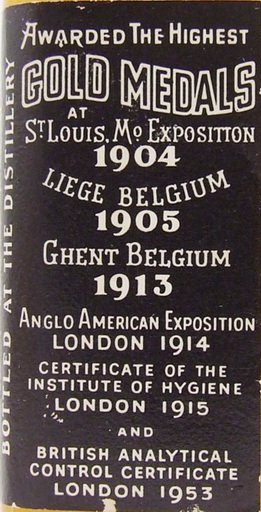 AWARDED THE HIGHEST
GOLD MEDALS
AT
ST LOUIS, MO EXPOSITION
1904
LIEGE BELGIUM
1905
GHENT BELGIUM
1913
ANGLO AMERICAN EXPOSITION
LONDON 1914
CERTIFICATE OF THE
INSTITUTE OF HYGIENE
LONDON 1915
AND
BRITISH ANALYTICAL
CONTROL CERTIFICATE
LONDON 1953
BOTTLED AT THE DISTILLERY